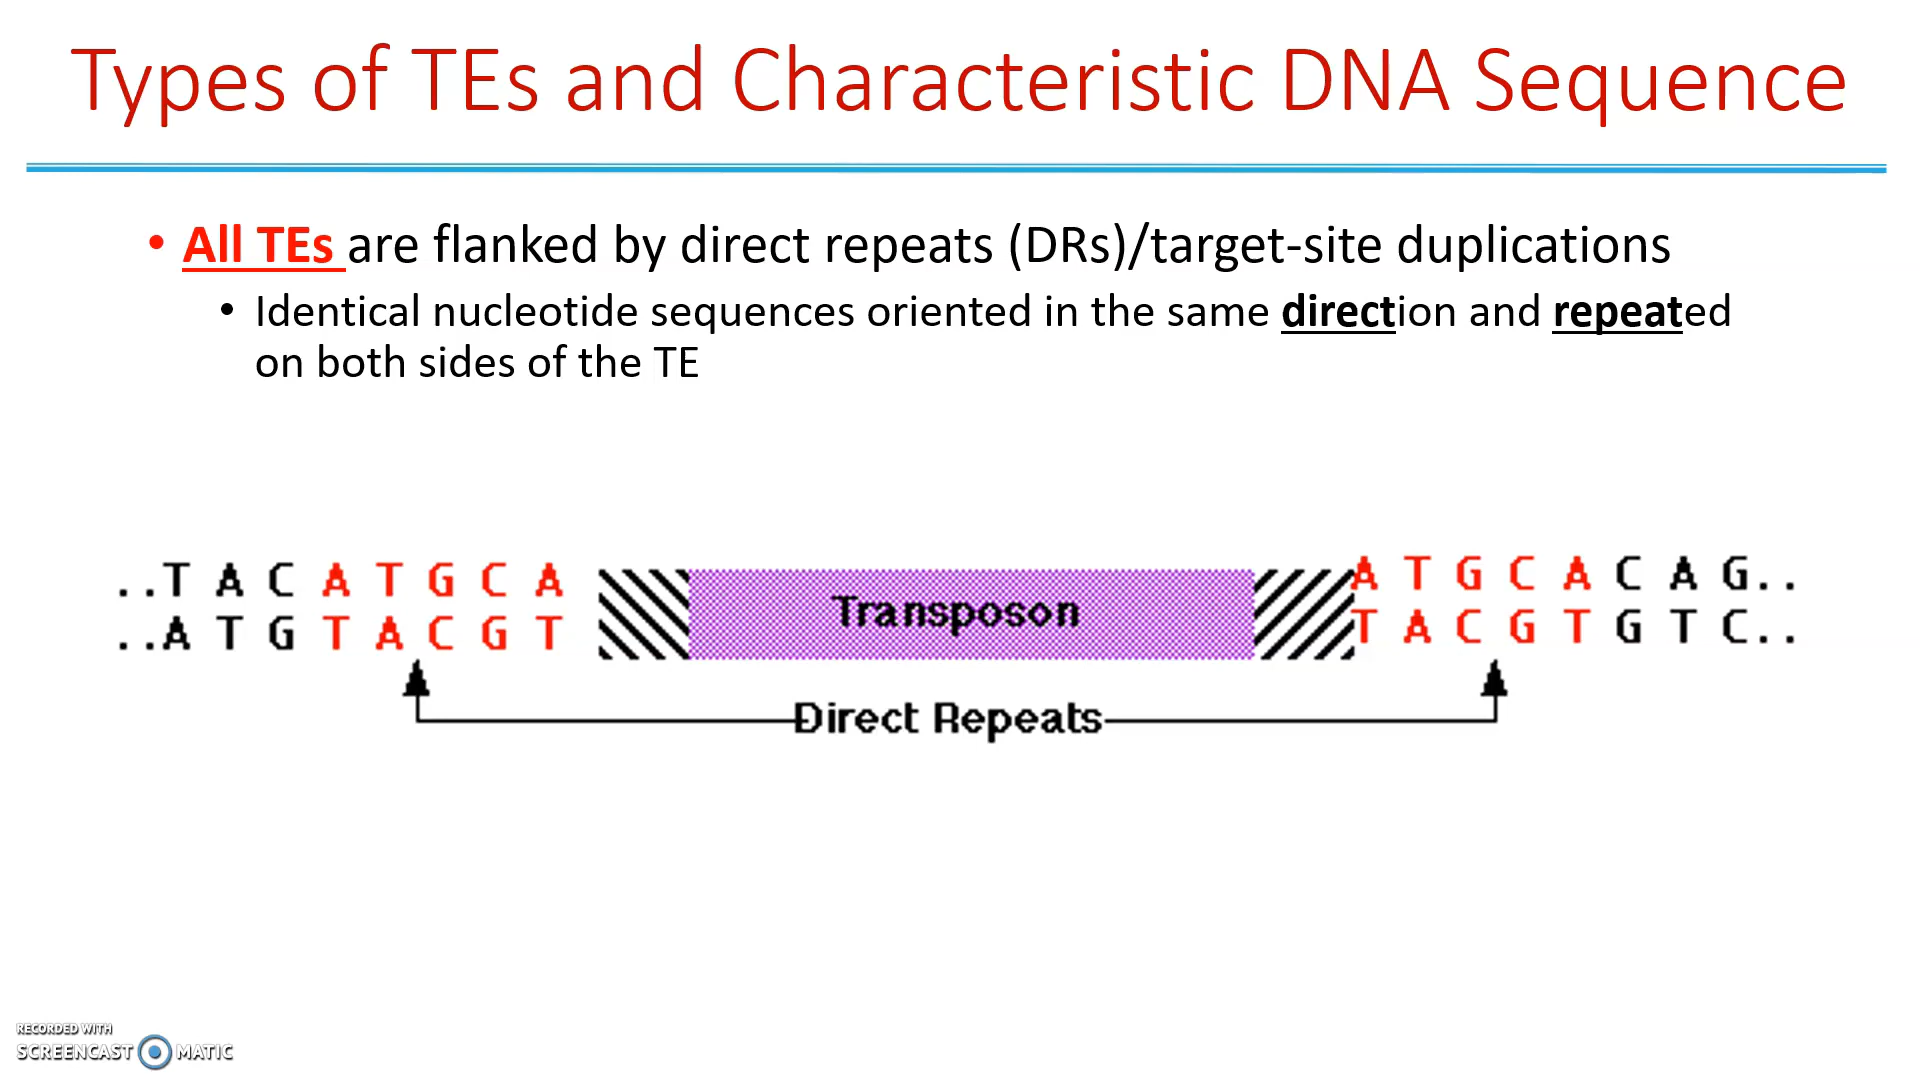 Types of TEs and Characteristic DNA Sequence
• All TEs are flanked by direct repeats (DRs)/target-site duplications
• Identical nucleotide sequences oriented in the same direction and repeated
on both sides of the TE
..T A C A T G C A Transposon A T G C A C A G..
..A T G T A C G T T A C G T G T C..
Direct Repeats
RECORDED WITH
SCREENCAST MATIC